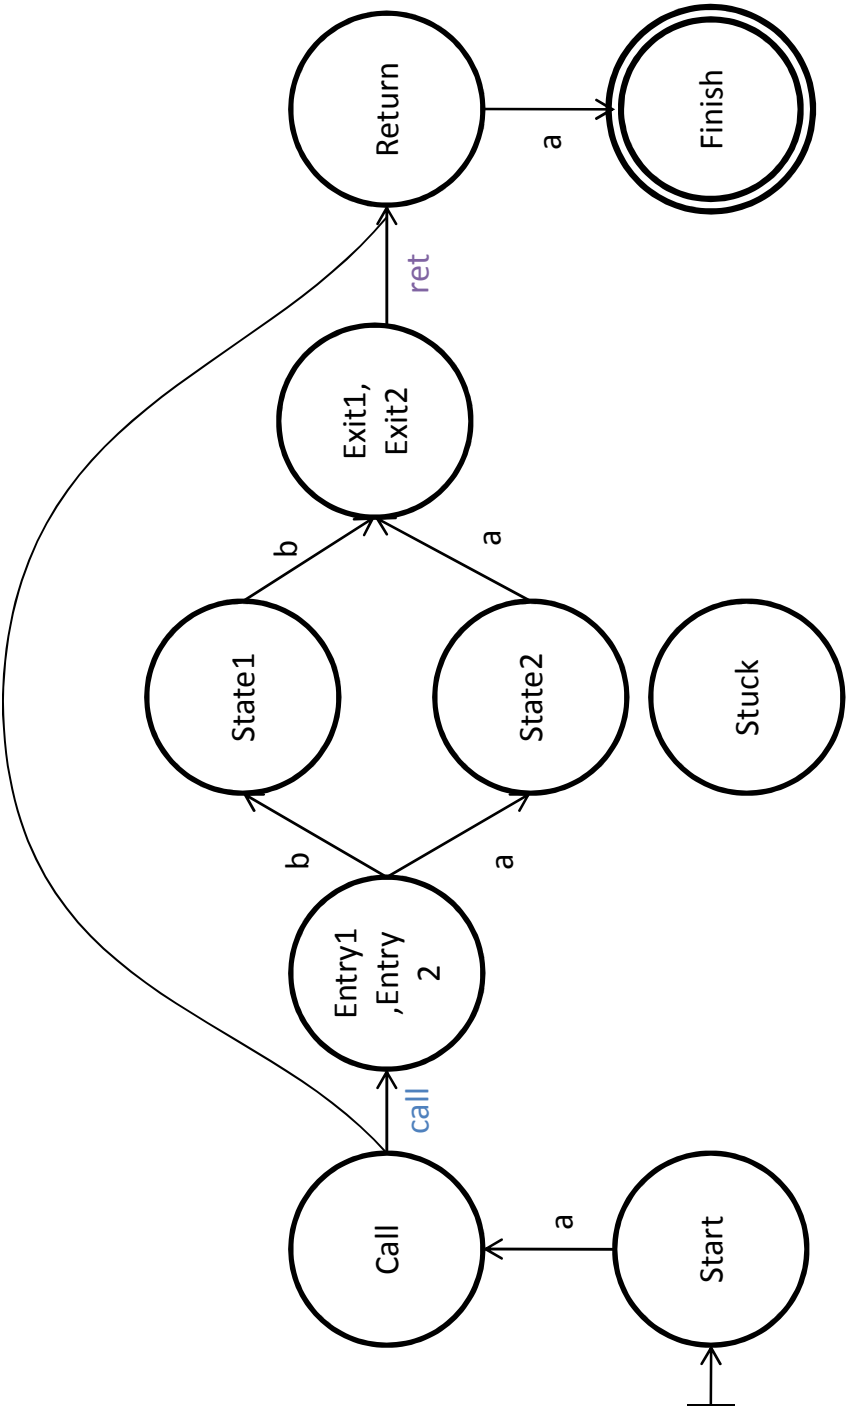 Return
a
Finish
ret
Exit1,
Exit2
b
a
State1
State2
Stuck
b
a
Entry1
,Entry
2
call
Call
a
Start